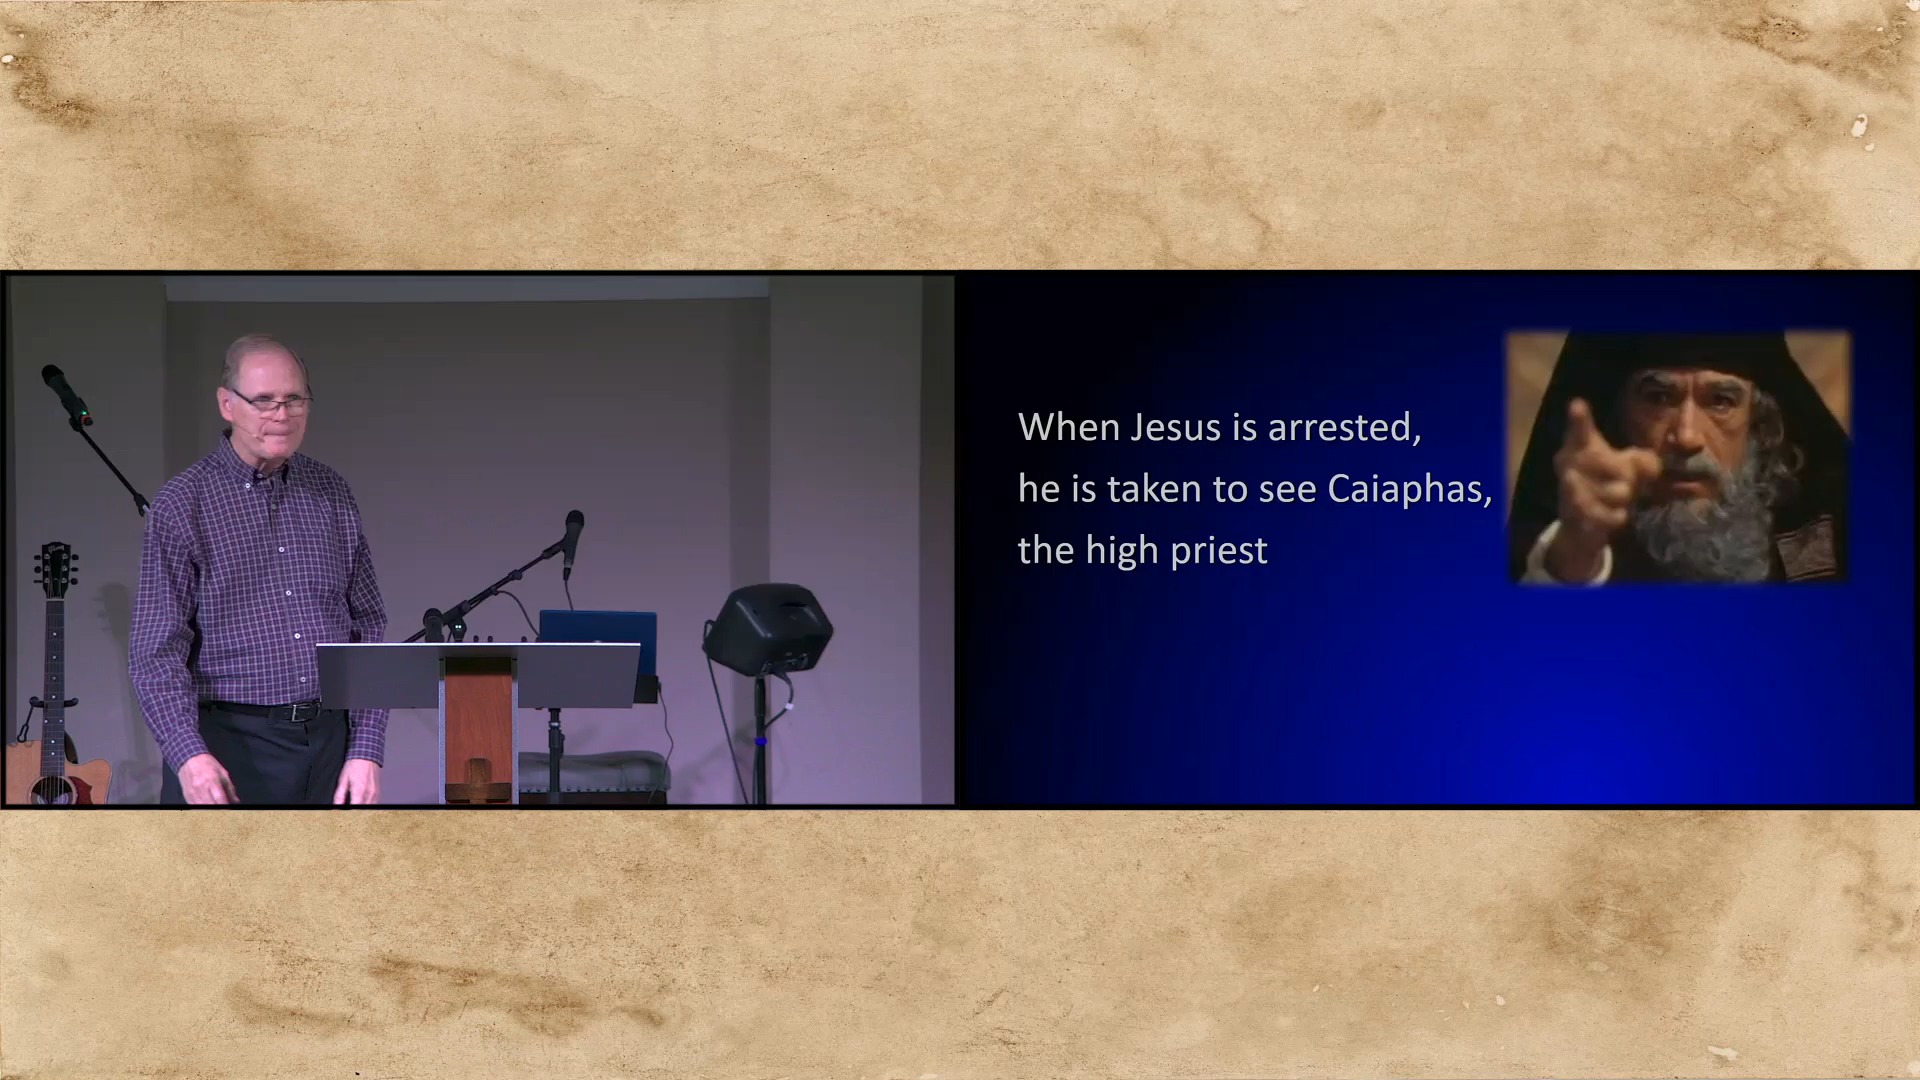 When Jesus is arrested,
he is taken to see Caiaphas,
the high priest